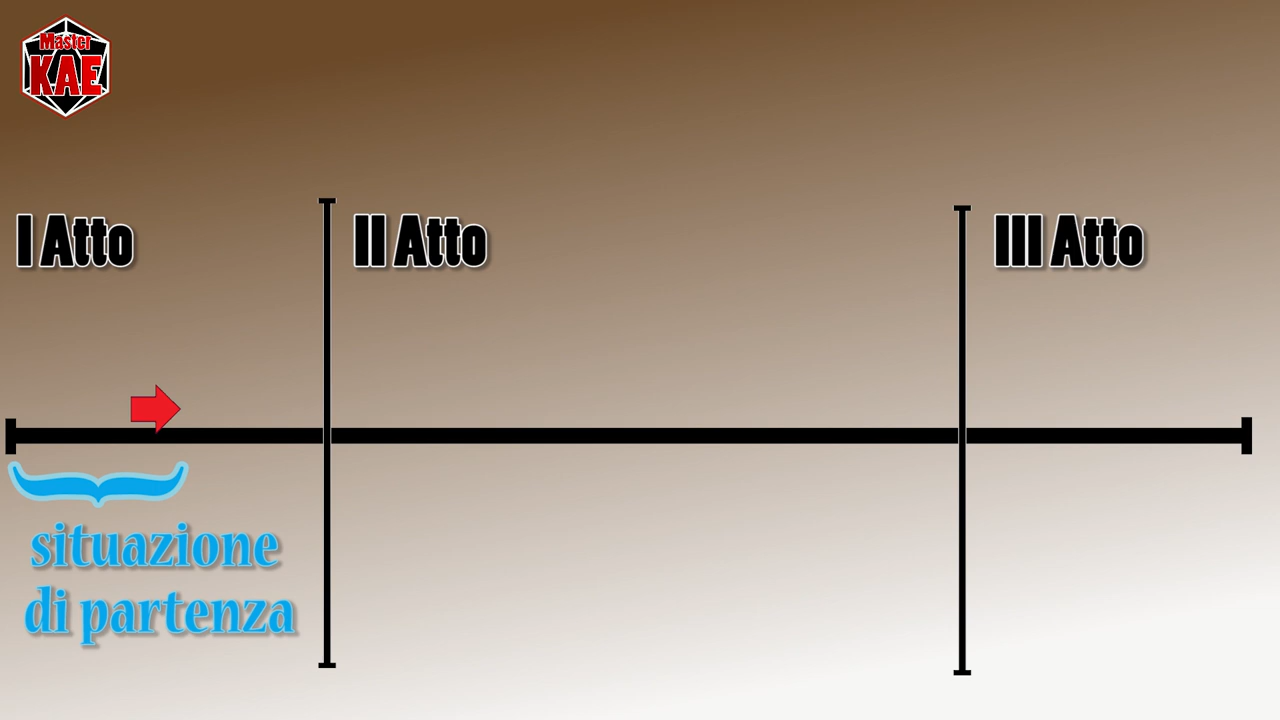 Master
KAE
I Atto
II Atto
III Atto
situazione
di partenza